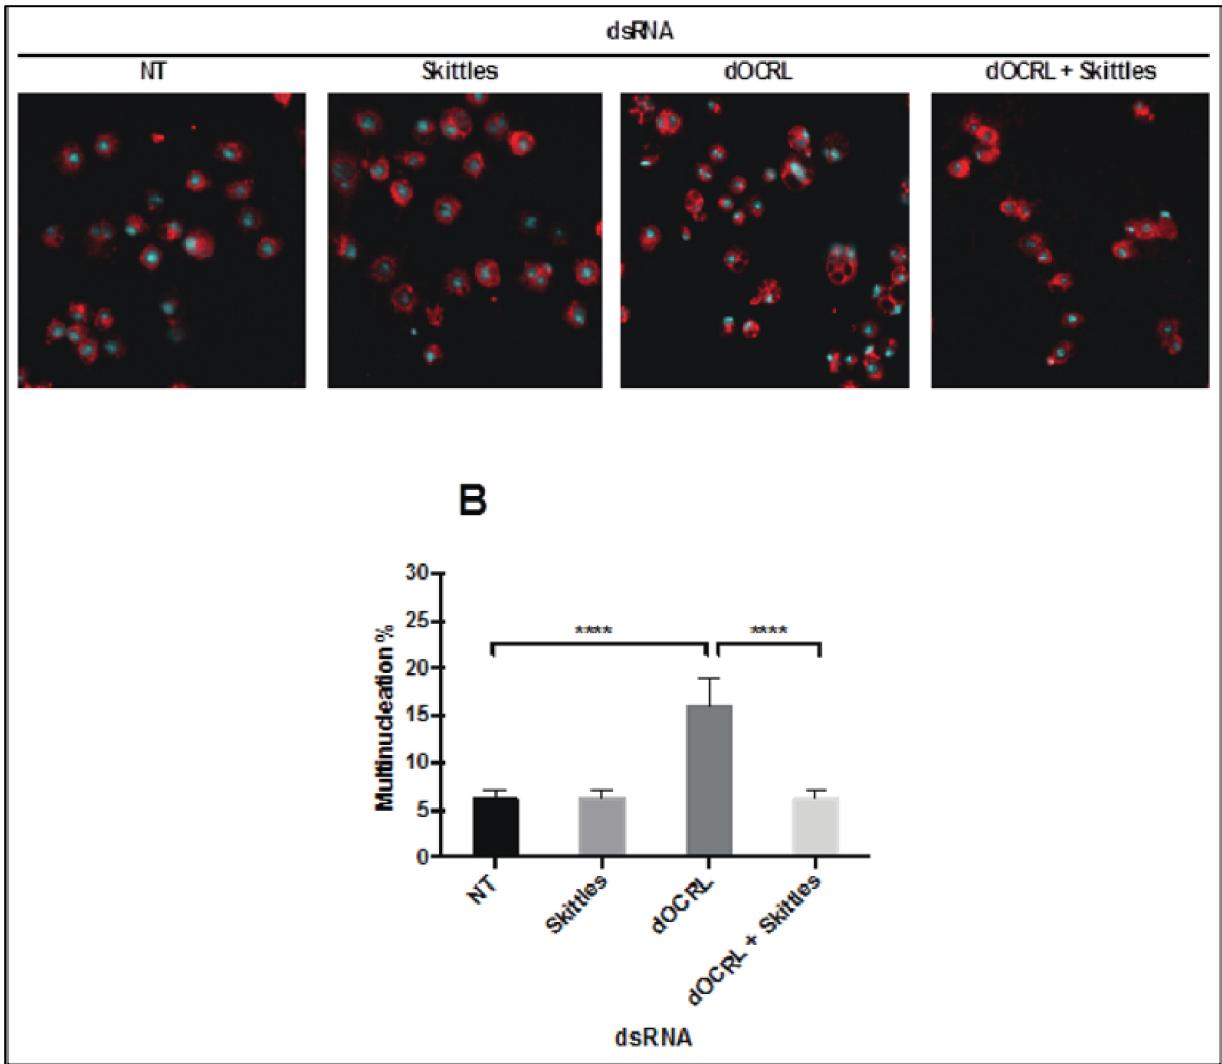 dsRNA
NT Skittles dOCRL dOCRL + Skittles
B
30
25
20
15
10
5
0
Multinucleation %
**** ****
NT Skittles dOCRL dOCRL + Skittles
dsRNA